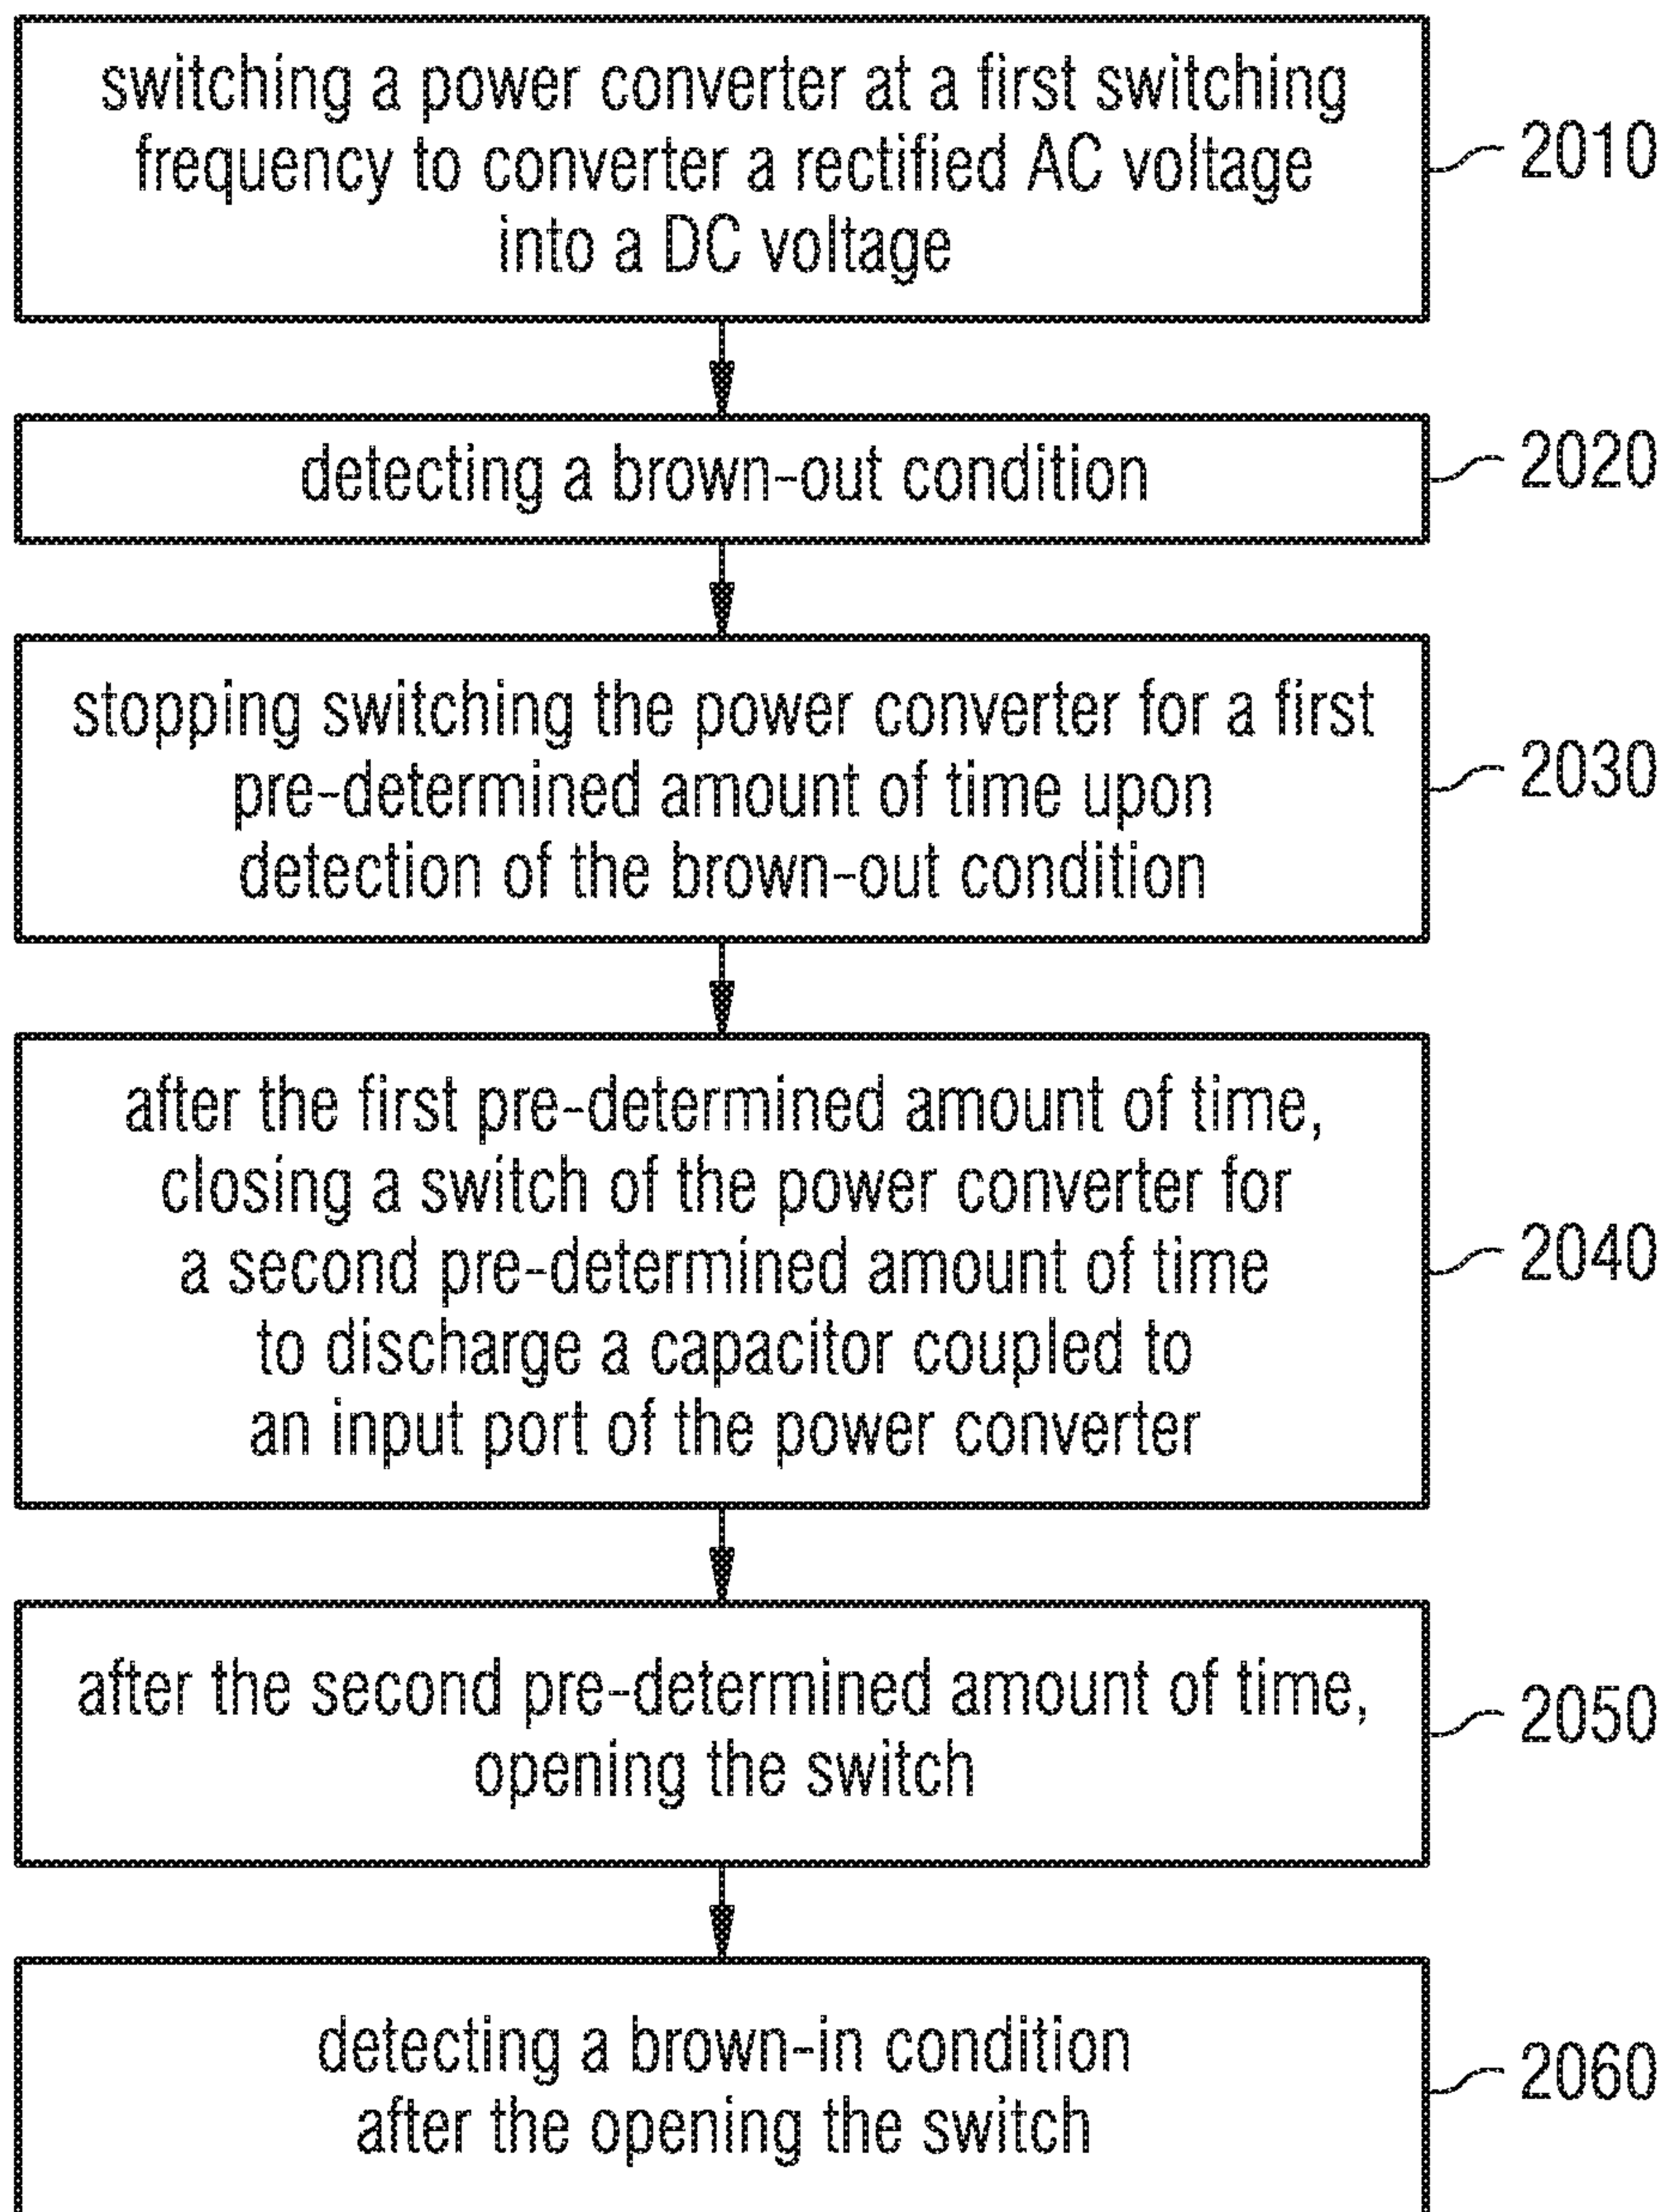 switching a power converter at a first switching
frequency to converter a rectified AC voltage
into a DC voltage
2010
detecting a brown-out condition
2020
stopping switching the power converter for a first
pre-determined amount of time upon
detection of the brown-out condition
2030
after the first pre-determined amount of time,
closing a switch of the power converter for
a second pre-determined amount of time
to discharge a capacitor coupled to
an input port of the power converter
2040
after the second pre-determined amount of time,
opening the switch
2050
detecting a brown-in condition
after the opening the switch
2060